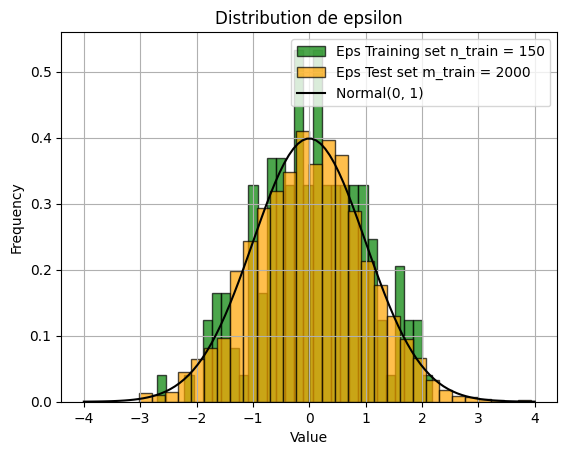 Distribution de epsilon
Eps Training set n_train = 150
Eps Test set m_train = 2000
Normal(0, 1)
Frequency
0.5
0.4
0.3
0.2
0.1
0.0
−4 −3 −2 −1 0 1 2 3 4
Value